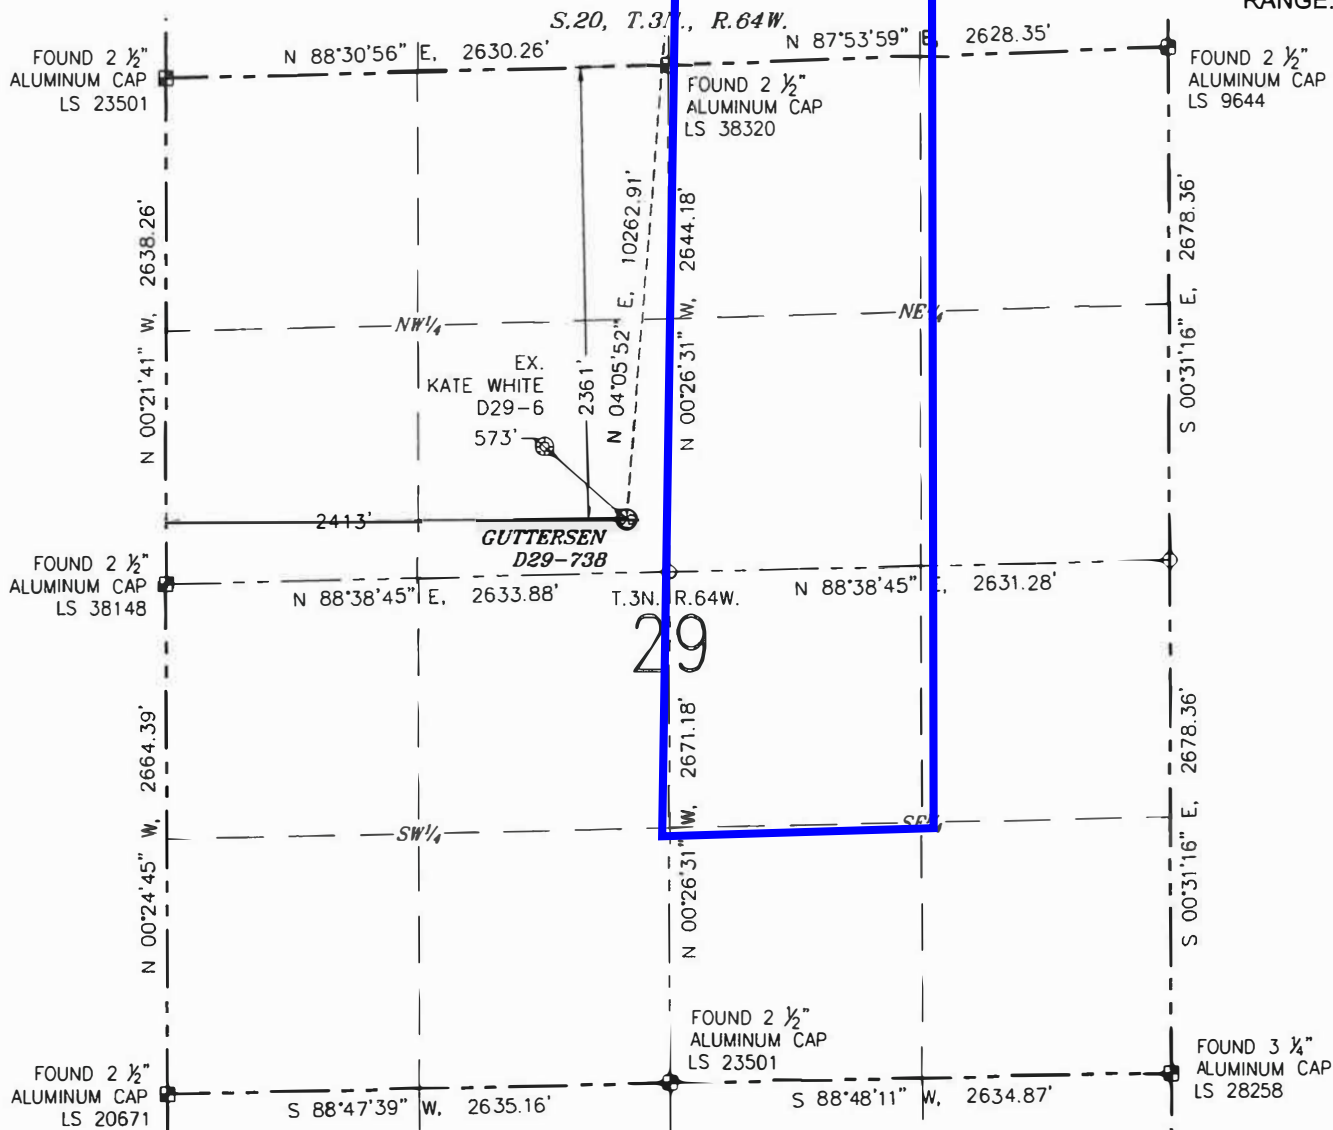 RANGE:
S.20, T.3N., R.64W.
N 88°30'56" E, 2630.26'
N 87°53'59" E, 2628.35'
FOUND 2 ½"
ALUMINUM CAP
LS 23501
FOUND 2 ½"
ALUMINUM CAP
LS 38320
FOUND 2 ½"
ALUMINUM CAP
LS 9644
N 00°21'41" W, 2638.26'
2361'
N 04°05'52" E, 10262.91'
N 00°26'31" W, 2644.18'
S 00°31'16" E, 2678.36'
NW¼
NE¼
EX.
KATE WHITE
D29-6
573'
2413'
GUTTERSEN
D29-73B
FOUND 2 ½"
ALUMINUM CAP
LS 38148
N 88°38'45" E, 2633.88'
T.3N. R.64W.
N 88°38'45" E, 2631.28'
29
N 00°24'45" W, 2664.39'
N 00°26'31" W, 2671.18'
S 00°31'16" E, 2678.36'
SW¼
SE¼
FOUND 2 ½"
ALUMINUM CAP
LS 20671
FOUND 2 ½"
ALUMINUM CAP
LS 23501
FOUND 3 ¼"
ALUMINUM CAP
LS 28258
S 88°47'39" W, 2635.16'
S 88°48'11" W, 2634.87'